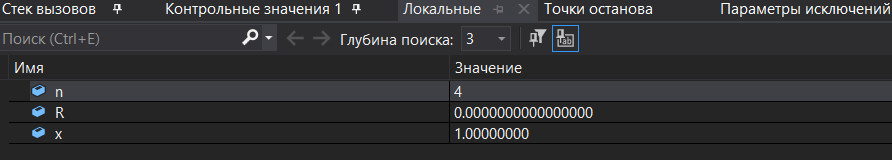 Стек вызовов Контрольные значения 1 Локальные Точки останова Параметры исключений
Поиск (Ctrl+E) Глубина поиска: 3
Имя Значение
n 4
R 0.0000000000000000
x 1.00000000